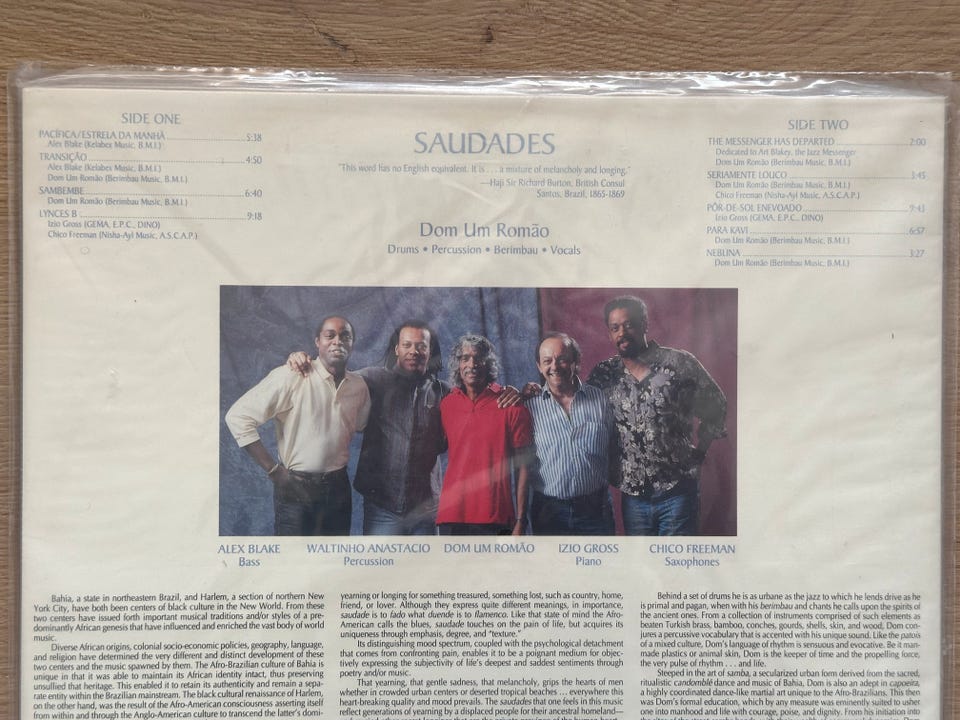 SIDE ONE
PACÍFICA/ESTRELA DA MANHÃ 5:38
Alex Blake (Kelabex Music, B.M.I.)
TRANSIÇÃO 4:50
Alex Blake (Kelabex Music, B.M.I.)
Dom Um Romão (Berimbau Music, B.M.I.)
SAMBEMBE 6:40
Dom Um Romão (Berimbau Music, B.M.I.)
LYNCES B 9:18
Izio Gross (GEMA, E.P.C., DINO)
Chico Freeman (Nisha-Ayl Music, A.S.C.A.P.)
SAUDADES
"This word has no English equivalent. It is . . . a mixture of melancholy and longing."
—Haji Sir Richard Burton, British Consul
Santos, Brazil, 1865-1869
Dom Um Romão
Drums • Percussion • Berimbau • Vocals
SIDE TWO
THE MESSENGER HAS DEPARTED 2:00
Dedicated to Art Blakey, the Jazz Messenger
Dom Um Romão (Berimbau Music, B.M.I.)
SERIAMENTE LOUCO 3:45
Dom Um Romão (Berimbau Music, B.M.I.)
Chico Freeman (Nisha-Ayl Music, A.S.C.A.P.)
PÔR-DE-SOL ENEVOADO 9:43
Izio Gross (GEMA, E.P.C., DINO)
PARA KAVI 6:57
Dom Um Romão (Berimbau Music, B.M.I.)
NEBLINA 3:27
Dom Um Romão (Berimbau Music, B.M.I.)
ALEX BLAKE
Bass
WALTINHO ANASTACIO
Percussion
DOM UM ROMÃO
IZIO GROSS
Piano
CHICO FREEMAN
Saxophones
Bahia, a state in northeastern Brazil, and Harlem, a section of northern New
York City, have both been centers of black culture in the New World. From these
two centers have issued forth important musical traditions and/or styles of a pre-
dominantly African genesis that have influenced and enriched the vast body of world
music.
Diverse African origins, colonial socio-economic policies, geography, language,
and religion have determined the very different and distinct development of these
two centers and the music spawned by them. The Afro-Brazilian culture of Bahia is
unique in that it was able to maintain its African identity intact, thus preserving
unsullied that heritage. This enabled it to retain its authenticity and remain a sepa-
rate entity within the Brazilian mainstream. The black cultural renaissance of Harlem,
on the other hand, was the result of the Afro-American consciousness asserting itself
from within and through the Anglo-American culture to transcend the latter's domi-
yearning or longing for something treasured, something lost, such as country, home,
friend, or lover. Although they express quite different meanings, in importance,
saudade is to fado what duende is to flamenco. Like that state of mind the Afro-
American calls the blues, saudade touches on the pain of life, but acquires its
uniqueness through emphasis, degree, and "texture."
Its distinguishing mood spectrum, coupled with the psychological detachment
that comes from confronting pain, enables it to be a poignant medium for objec-
tively expressing the subjectivity of life's deepest and saddest sentiments through
poetry and/or music.
That yearning, that gentle sadness, that melancholy, grips the hearts of men
whether in crowded urban centers or deserted tropical beaches . . . everywhere this
heart-breaking quality and mood prevails. The saudades that one feels in this music
reflect generations of yearning by a displaced people for their ancestral homeland—
Behind a set of drums he is as urbane as the jazz to which he lends drive as he
is primal and pagan, when with his berimbau and chants he calls upon the spirits of
the ancient ones. From a collection of instruments comprised of such elements as
beaten Turkish brass, bamboo, conches, gourds, shells, skin, and wood, Dom con-
jures a percussive vocabulary that is accented with his unique sound. Like the patois
of a mixed culture, Dom's language of rhythm is sensuous and evocative. Be it man-
made plastics or animal skin, Dom is the keeper of time and the propelling force,
the very pulse of rhythm . . . and life.
Steeped in the art of samba, a secularized urban form derived from the sacred,
ritualistic candomblé dance and music of Bahia, Dom is also an adept in capoeira,
a highly coordinated dance-like martial art unique to the Afro-Brazilians. This then
was Dom's formal education, which by any measure was eminently suited to usher
one into manhood and life with courage, poise, and dignity. From his initiation into